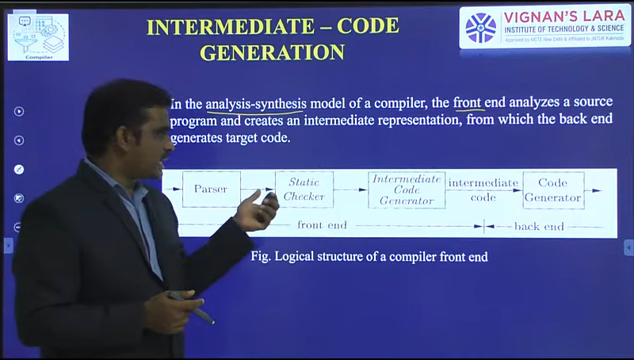 INTERMEDIATE – CODE
GENERATION
Compiler
VIGNAN'S LARA
INSTITUTE OF TECHNOLOGY & SCIENCE
In the analysis-synthesis model of a compiler, the front end analyzes a source
program and creates an intermediate representation, from which the back end
generates target code.
Parser
Static
Checker
Intermediate
Code
Generator
intermediate
code
Code
Generator
front end
back end
Fig. Logical structure of a compiler front end